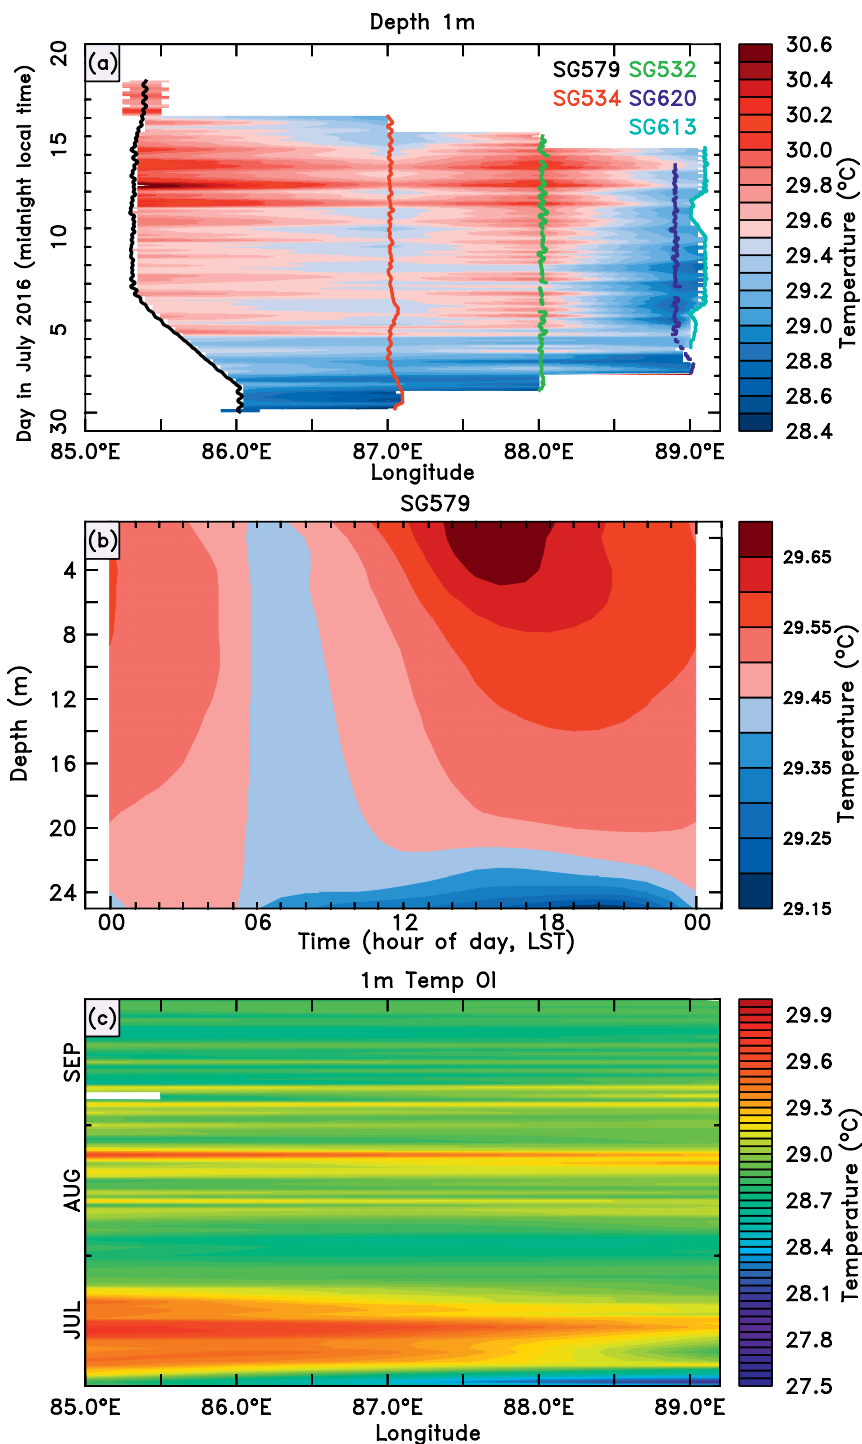 Depth 1m
(a)
SG579 SG532
SG534 SG620
SG613
Day in July 2016 (midnight local time)
20
15
10
5
30
85.0°E 86.0°E 87.0°E 88.0°E 89.0°E
Longitude
30.6
30.4
30.2
30.0
29.8
29.6
29.4
29.2
29.0
28.8
28.6
28.4
Temperature (°C)
SG579
(b)
Depth (m)
4
8
12
16
20
24
00 06 12 18 00
Time (hour of day, LST)
29.65
29.55
29.45
29.35
29.25
29.15
Temperature (°C)
1m Temp OI
(c)
SEP
AUG
JUL
85.0°E 86.0°E 87.0°E 88.0°E 89.0°E
Longitude
29.9
29.6
29.3
29.0
28.7
28.4
28.1
27.8
27.5
Temperature (°C)